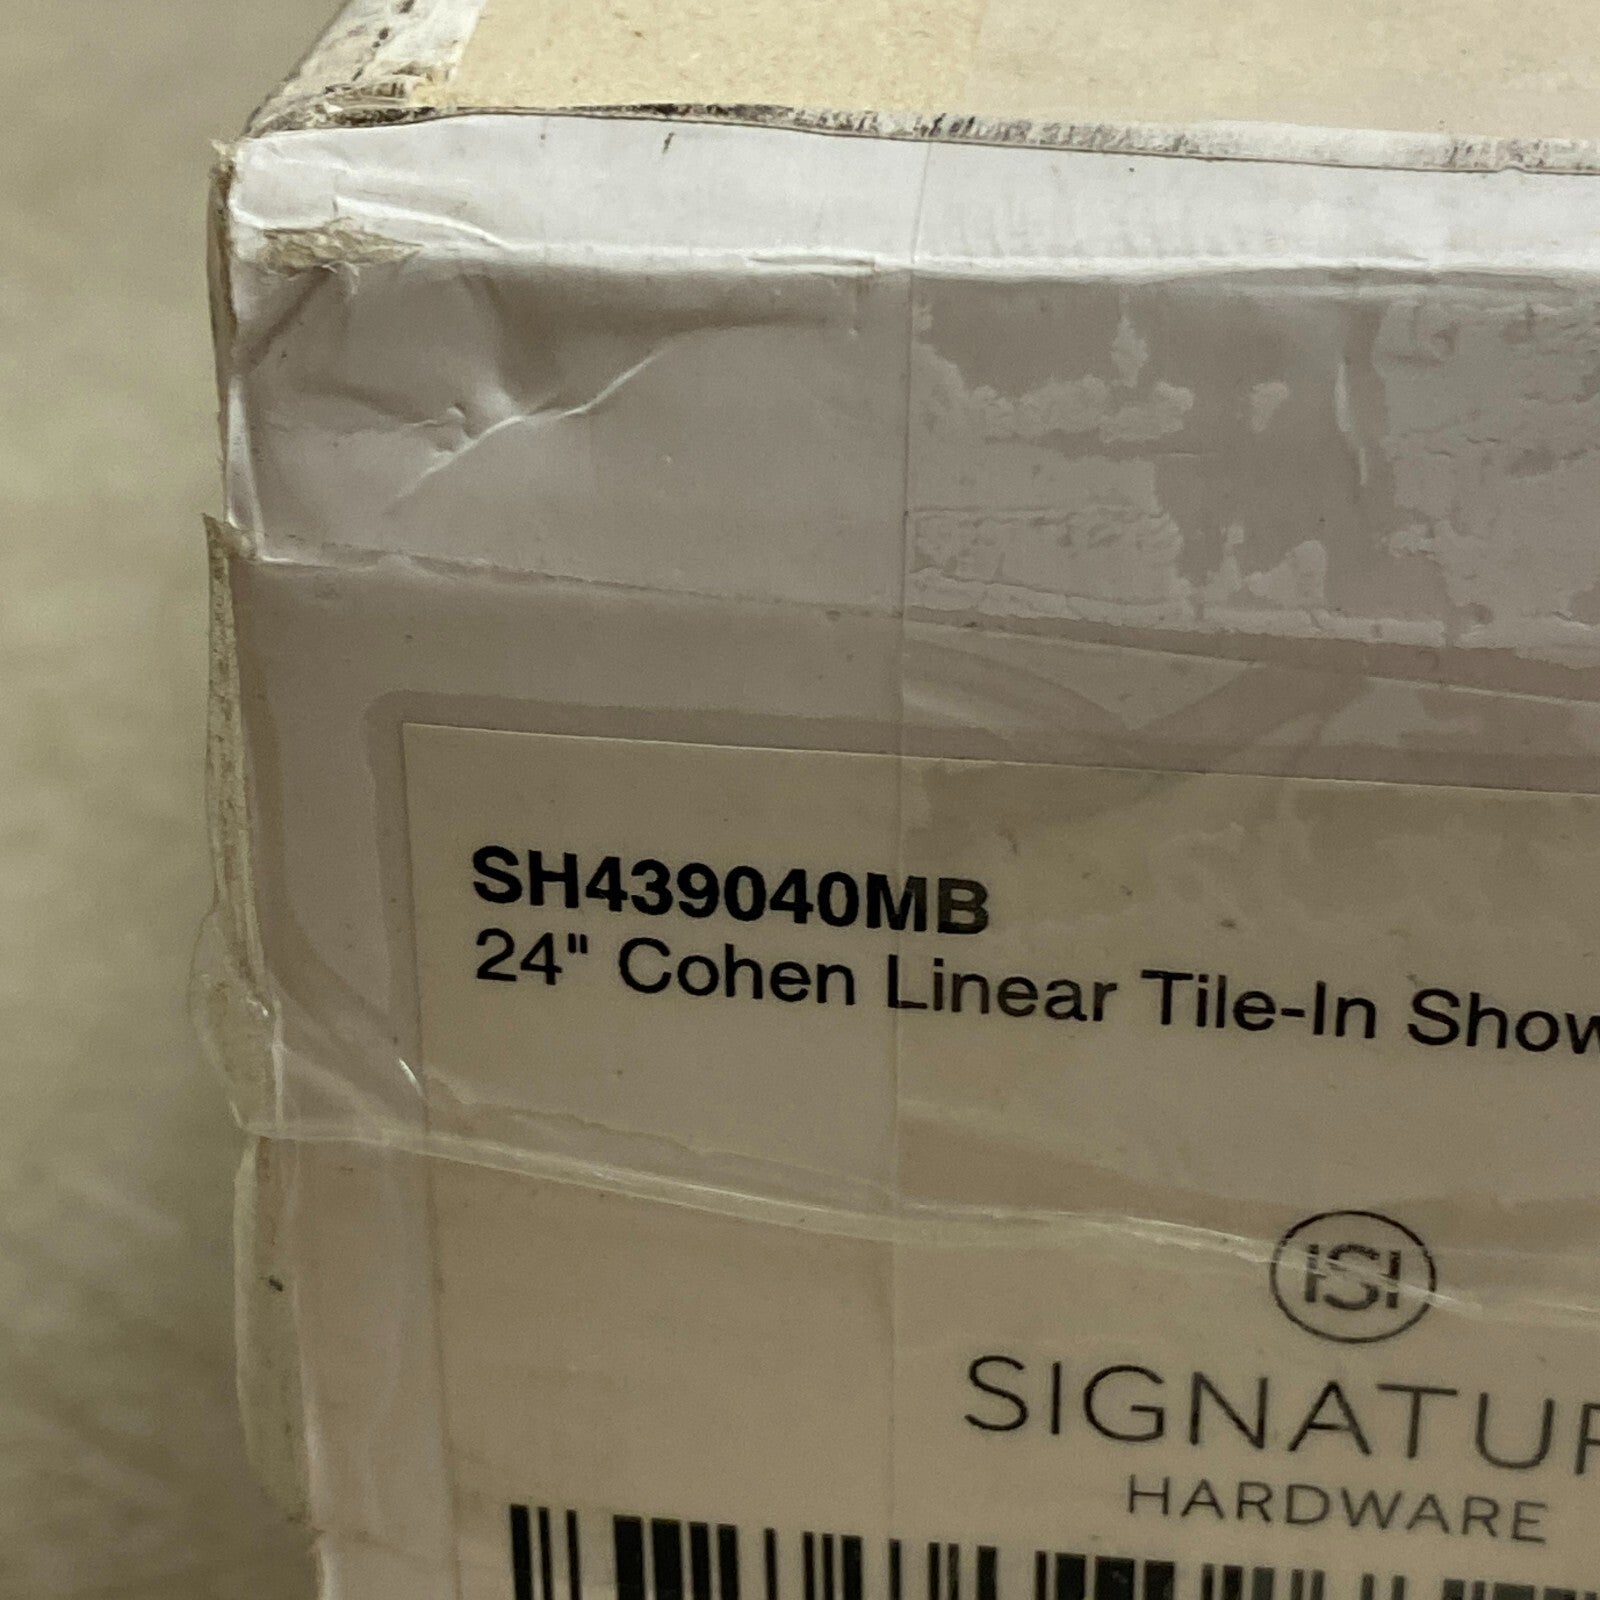 SH439040MB
24" Cohen Linear Tile-In Show
SIGNATUR
HARDWARE